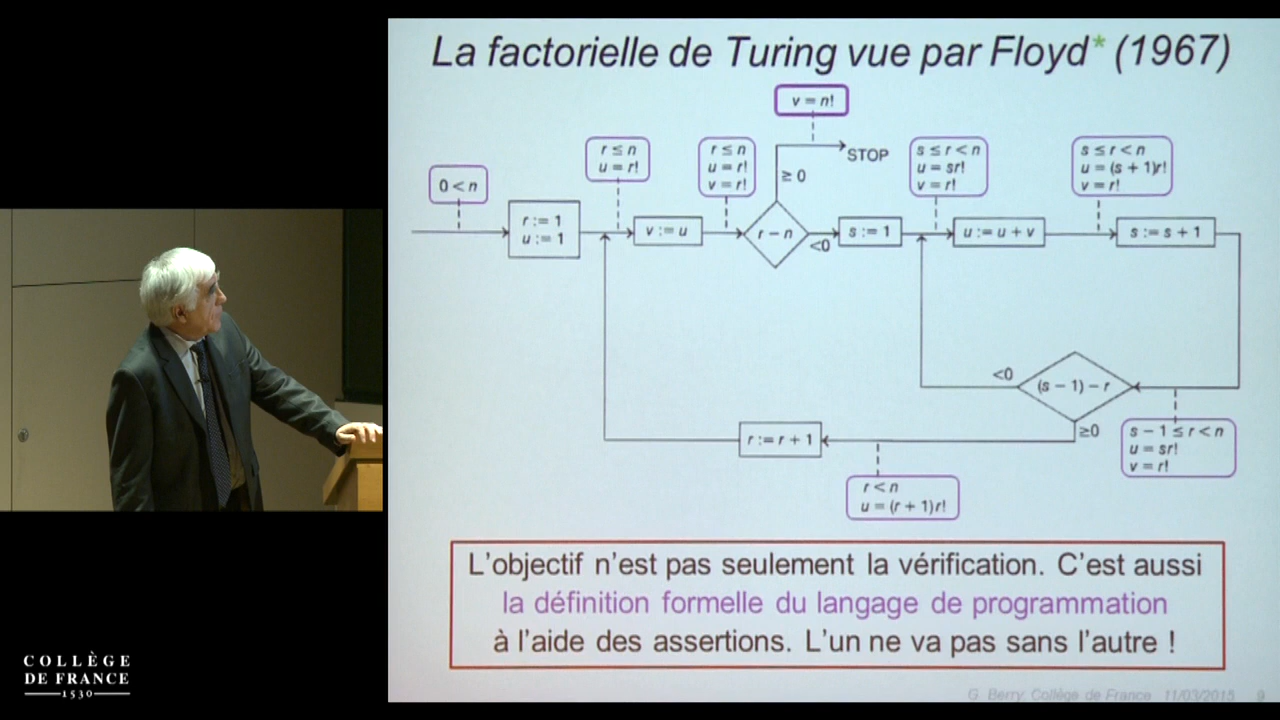 La factorielle de Turing vue par Floyd* (1967)
v = n!
STOP
≥ 0
0 < n
r ≤ n
u = r!
r ≤ n
u = r!
v = r!
s ≤ r < n
u = sr!
v = r!
s ≤ r < n
u = (s + 1)r!
v = r!
r := 1
u := 1
v := u
r – n
<0
s := 1
u := u + v
s := s + 1
<0
(s – 1) – r
≥0
s – 1 ≤ r < n
u = sr!
v = r!
r := r + 1
r < n
u = (r + 1)r!
L'objectif n'est pas seulement la vérification. C'est aussi
la définition formelle du langage de programmation
à l'aide des assertions. L'un ne va pas sans l'autre !
COLLÈGE
DE FRANCE
1530
G. Berry, Collège de France 11/03/2015 9